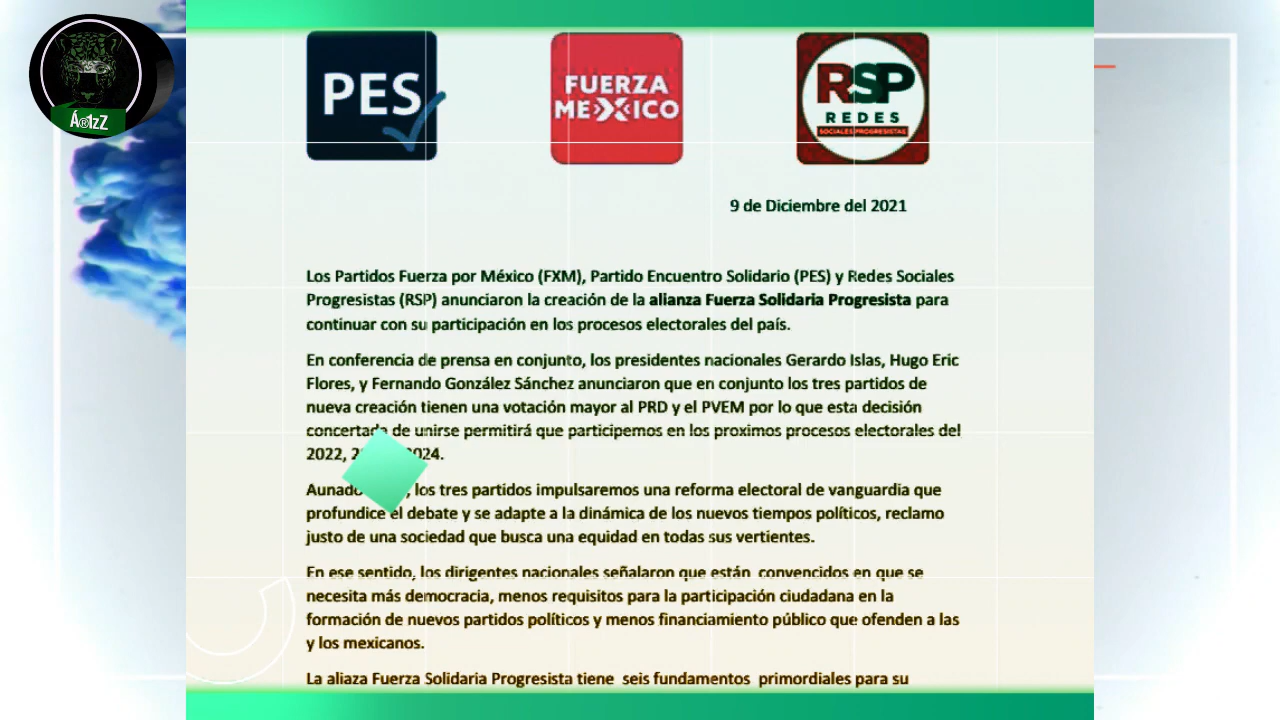 Á®IzZ
PES
FUERZA
MEXICO
RSP
REDES
SOCIALES PROGRESISTAS
9 de Diciembre del 2021
Los Partidos Fuerza por México (FXM), Partido Encuentro Solidario (PES) y Redes Sociales
Progresistas (RSP) anunciaron la creación de la alianza Fuerza Solidaria Progresista para
continuar con su participación en los procesos electorales del país.
En conferencia de prensa en conjunto, los presidentes nacionales Gerardo Islas, Hugo Eric
Flores, y Fernando González Sánchez anunciaron que en conjunto los tres partidos de
nueva creación tienen una votación mayor al PRD y el PVEM por lo que esta decisión
concertada de unirse permitirá que participemos en los proximos procesos electorales del
2022, 2 024.
Aunado , los tres partidos impulsaremos una reforma electoral de vanguardia que
profundice el debate y se adapte a la dinámica de los nuevos tiempos políticos, reclamo
justo de una sociedad que busca una equidad en todas sus vertientes.
En ese sentido, los dirigentes nacionales señalaron que están convencidos en que se
necesita más democracia, menos requisitos para la participación ciudadana en la
formación de nuevos partidos políticos y menos financiamiento público que ofenden a las
y los mexicanos.
La aliaza Fuerza Solidaria Progresista tiene seis fundamentos primordiales para su